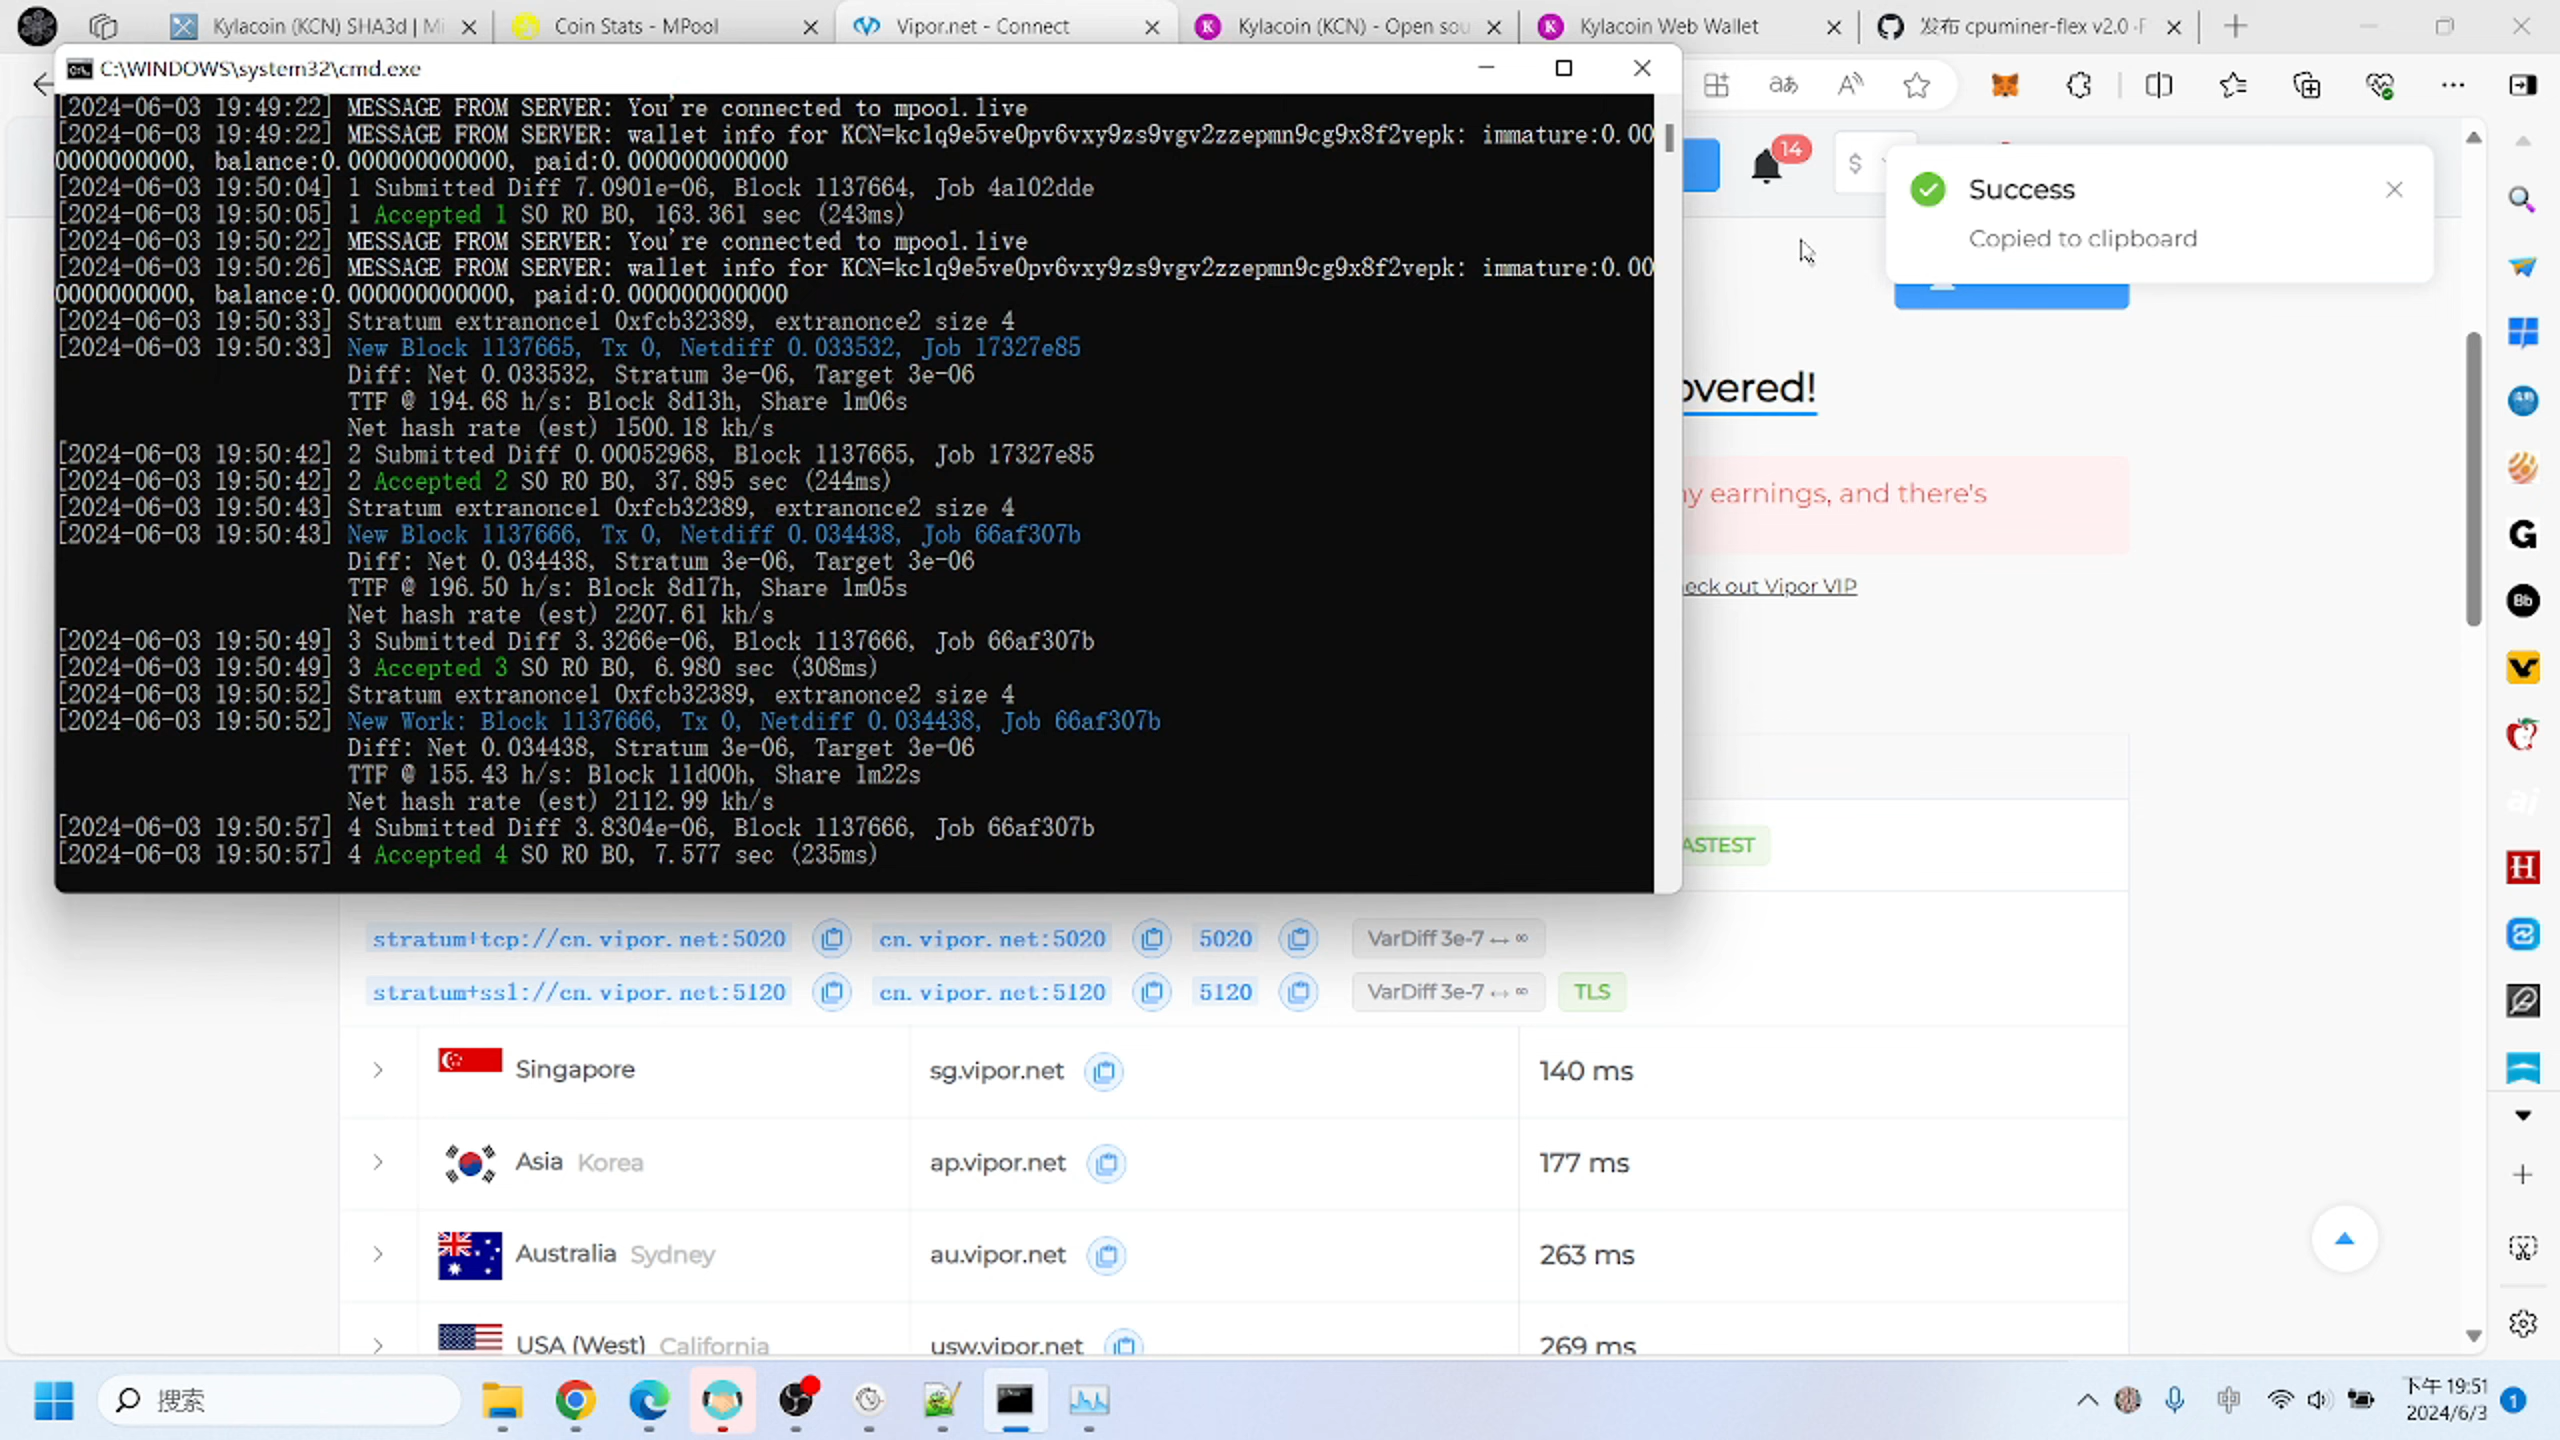 Kylacoin (KCN) SHA3d | Mi
Coin Stats - MPool
Vipor.net - Connect
Kylacoin (KCN) - Open sou
Kylacoin Web Wallet
发布 cpuminer-flex v2.0 ·F
C:\WINDOWS\system32\cmd.exe
[2024-06-03 19:49:22] MESSAGE FROM SERVER: You're connected to mpool.live
[2024-06-03 19:49:22] MESSAGE FROM SERVER: wallet info for KCN=kc1q9e5ve0pv6vxy9zs9vgv2zzepmn9cg9x8f2vepk: immature:0.00
0000000000, balance:0.000000000000, paid:0.000000000000
[2024-06-03 19:50:04] 1 Submitted Diff 7.0901e-06, Block 1137664, Job 4a102dde
[2024-06-03 19:50:05] 1 Accepted 1 S0 R0 B0, 163.361 sec (243ms)
[2024-06-03 19:50:22] MESSAGE FROM SERVER: You're connected to mpool.live
[2024-06-03 19:50:26] MESSAGE FROM SERVER: wallet info for KCN=kc1q9e5ve0pv6vxy9zs9vgv2zzepmn9cg9x8f2vepk: immature:0.00
0000000000, balance:0.000000000000, paid:0.000000000000
[2024-06-03 19:50:33] Stratum extranonce1 0xfcb32389, extranonce2 size 4
[2024-06-03 19:50:33] New Block 1137665, Tx 0, Netdiff 0.033532, Job 17327e85
Diff: Net 0.033532, Stratum 3e-06, Target 3e-06
TTF @ 194.68 h/s: Block 8d13h, Share 1m06s
Net hash rate (est) 1500.18 kh/s
[2024-06-03 19:50:42] 2 Submitted Diff 0.00052968, Block 1137665, Job 17327e85
[2024-06-03 19:50:42] 2 Accepted 2 S0 R0 B0, 37.895 sec (244ms)
[2024-06-03 19:50:43] Stratum extranonce1 0xfcb32389, extranonce2 size 4
[2024-06-03 19:50:43] New Block 1137666, Tx 0, Netdiff 0.034438, Job 66af307b
Diff: Net 0.034438, Stratum 3e-06, Target 3e-06
TTF @ 196.50 h/s: Block 8d17h, Share 1m05s
Net hash rate (est) 2207.61 kh/s
[2024-06-03 19:50:49] 3 Submitted Diff 3.3266e-06, Block 1137666, Job 66af307b
[2024-06-03 19:50:49] 3 Accepted 3 S0 R0 B0, 6.980 sec (308ms)
[2024-06-03 19:50:52] Stratum extranonce1 0xfcb32389, extranonce2 size 4
[2024-06-03 19:50:52] New Work: Block 1137666, Tx 0, Netdiff 0.034438, Job 66af307b
Diff: Net 0.034438, Stratum 3e-06, Target 3e-06
TTF @ 155.43 h/s: Block 11d00h, Share 1m22s
Net hash rate (est) 2112.99 kh/s
[2024-06-03 19:50:57] 4 Submitted Diff 3.8304e-06, Block 1137666, Job 66af307b
[2024-06-03 19:50:57] 4 Accepted 4 S0 R0 B0, 7.577 sec (235ms)
14
$
Success
Copied to clipboard
overed!
ny earnings, and there's
eck out Vipor VIP
ASTEST
stratum+tcp://cn.vipor.net:5020 cn.vipor.net:5020 5020 VarDiff 3e-7 ↔ ∞
stratum+ssl://cn.vipor.net:5120 cn.vipor.net:5120 5120 VarDiff 3e-7 ↔ ∞ TLS
Singapore sg.vipor.net 140 ms
Asia Korea ap.vipor.net 177 ms
Australia Sydney au.vipor.net 263 ms
USA (West) California usw.vipor.net 269 ms
G
Bb
ai
H
搜索
中
下午 19:51
2024/6/3
1